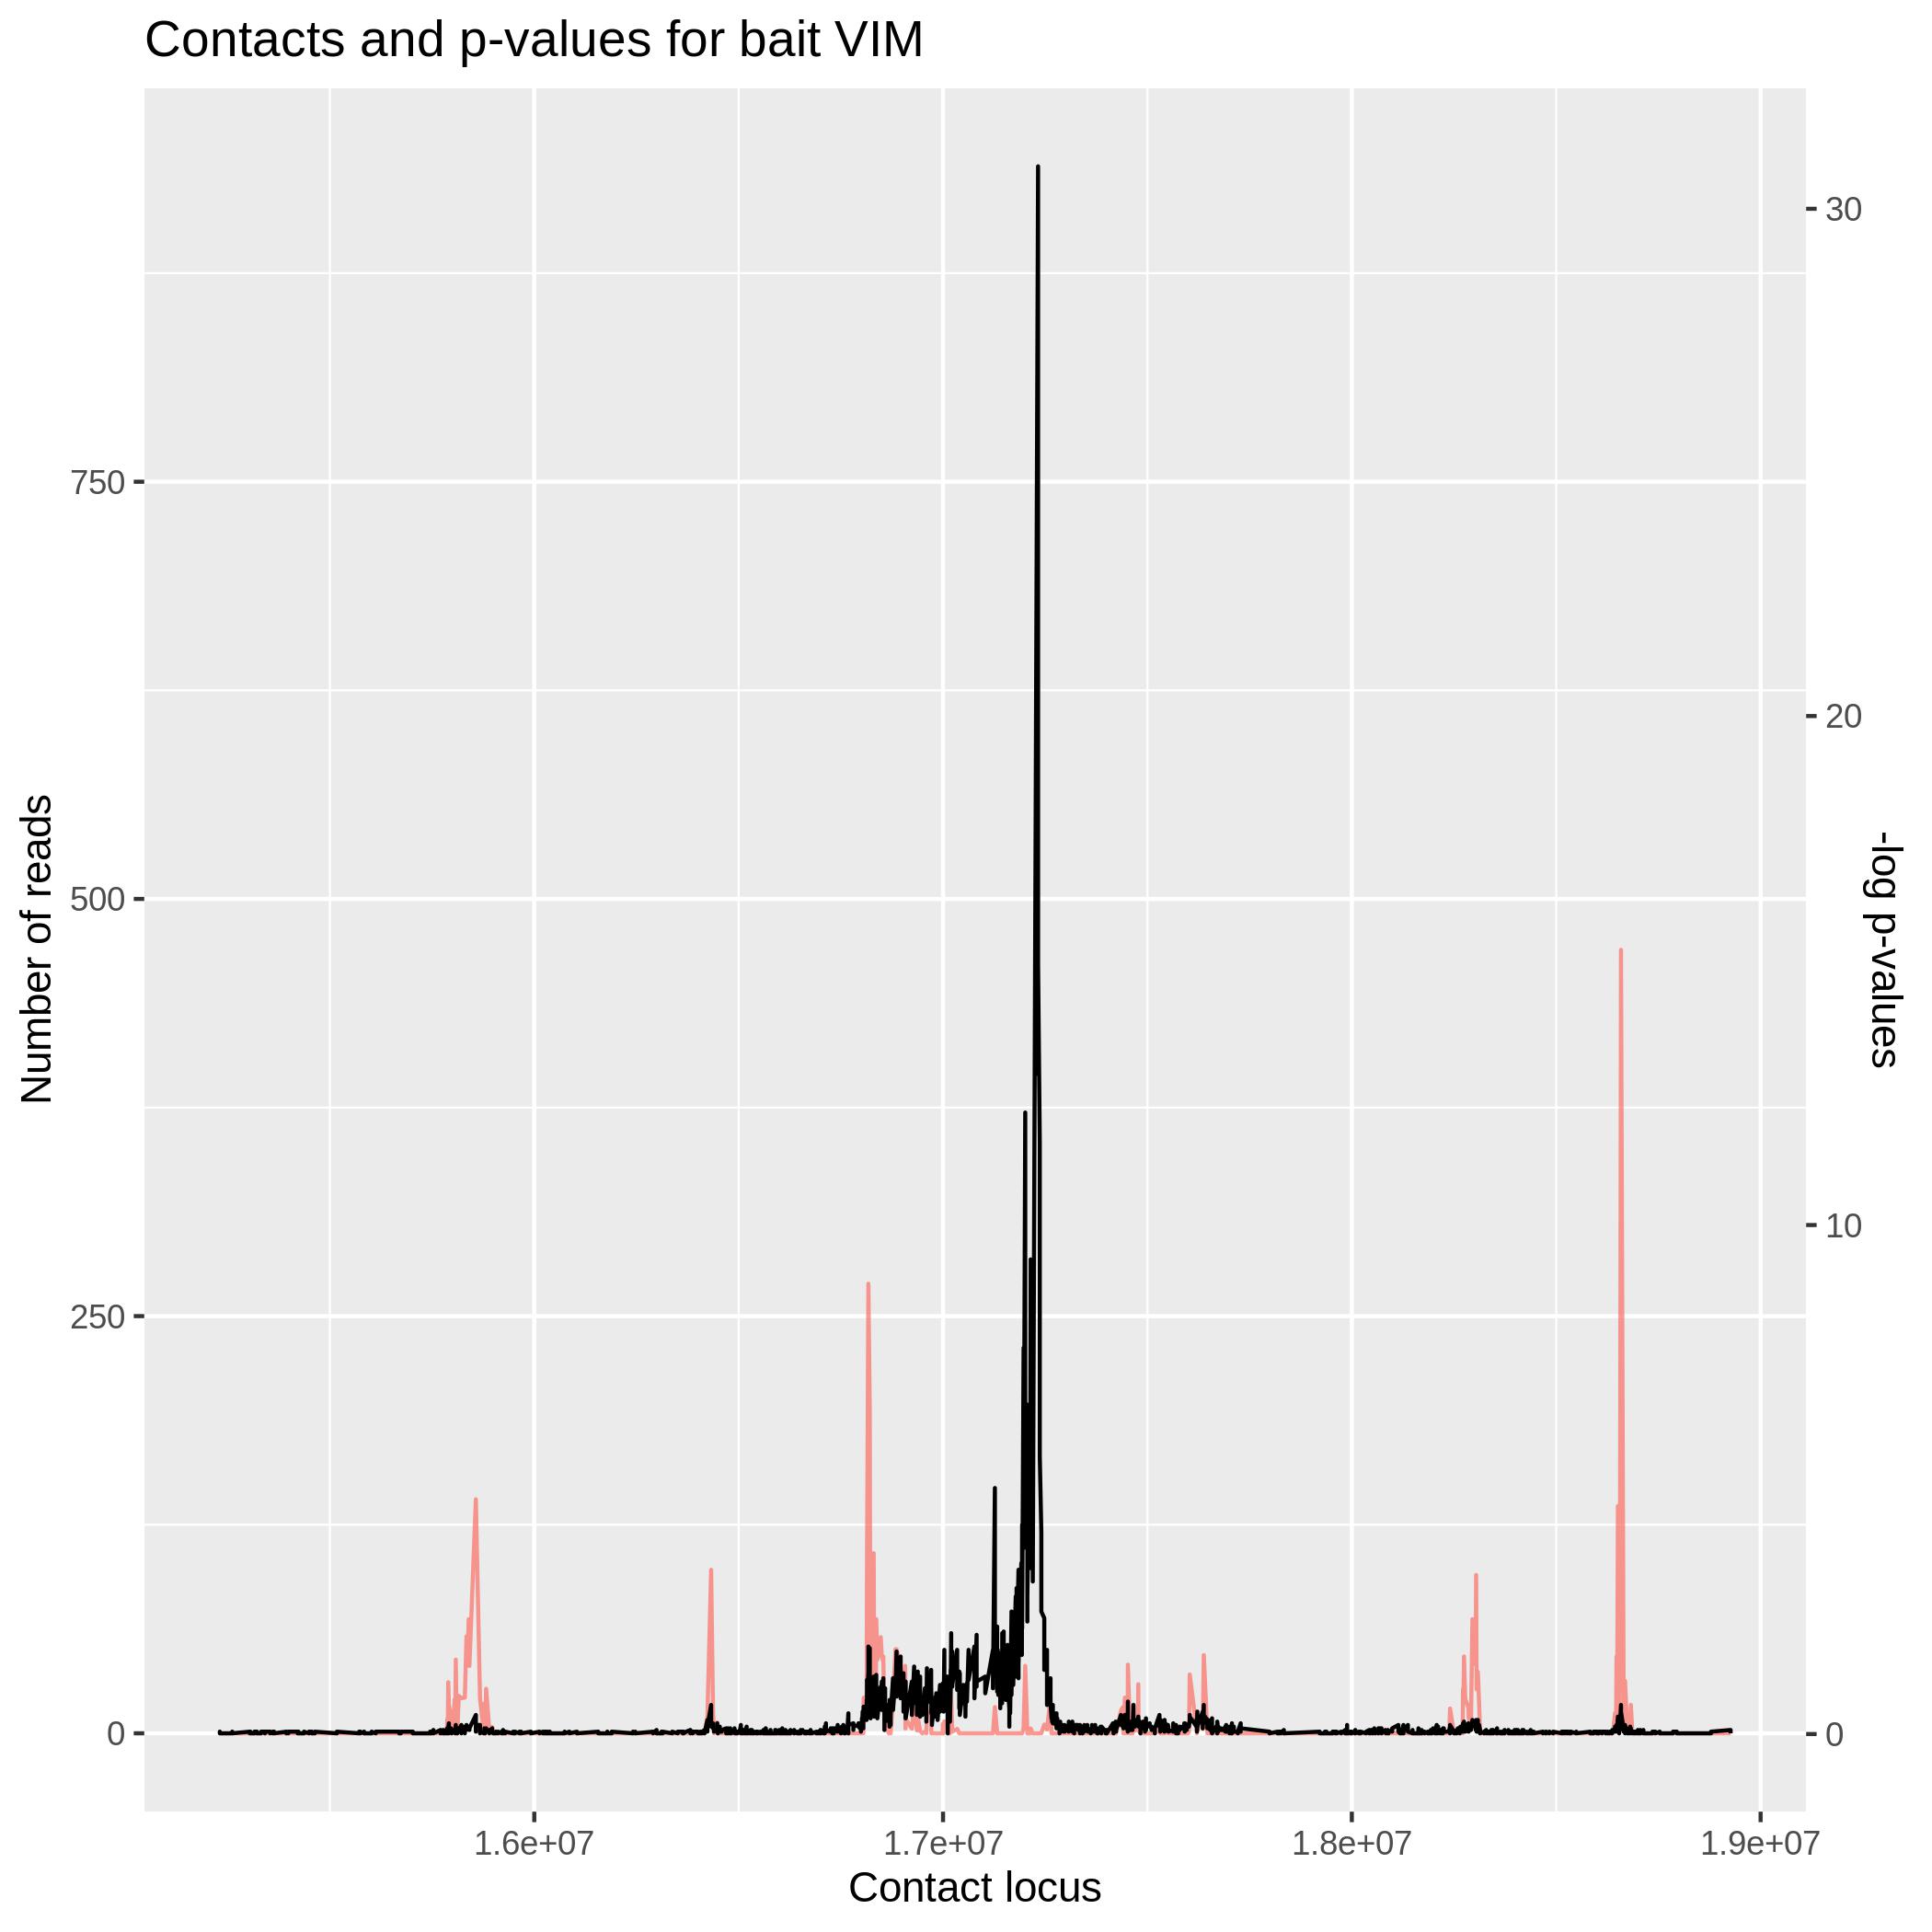 Contacts and p-values for bait VIM
Number of reads
750
500
250
0
30
20
10
0
-log p-values
1.6e+07
1.7e+07
1.8e+07
1.9e+07
Contact locus